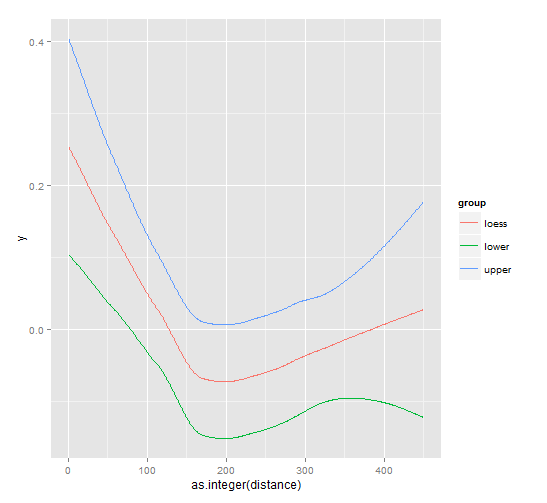 0.4
0.2
0.0
y
0
100
200
300
400
as.integer(distance)
group
loess
lower
upper